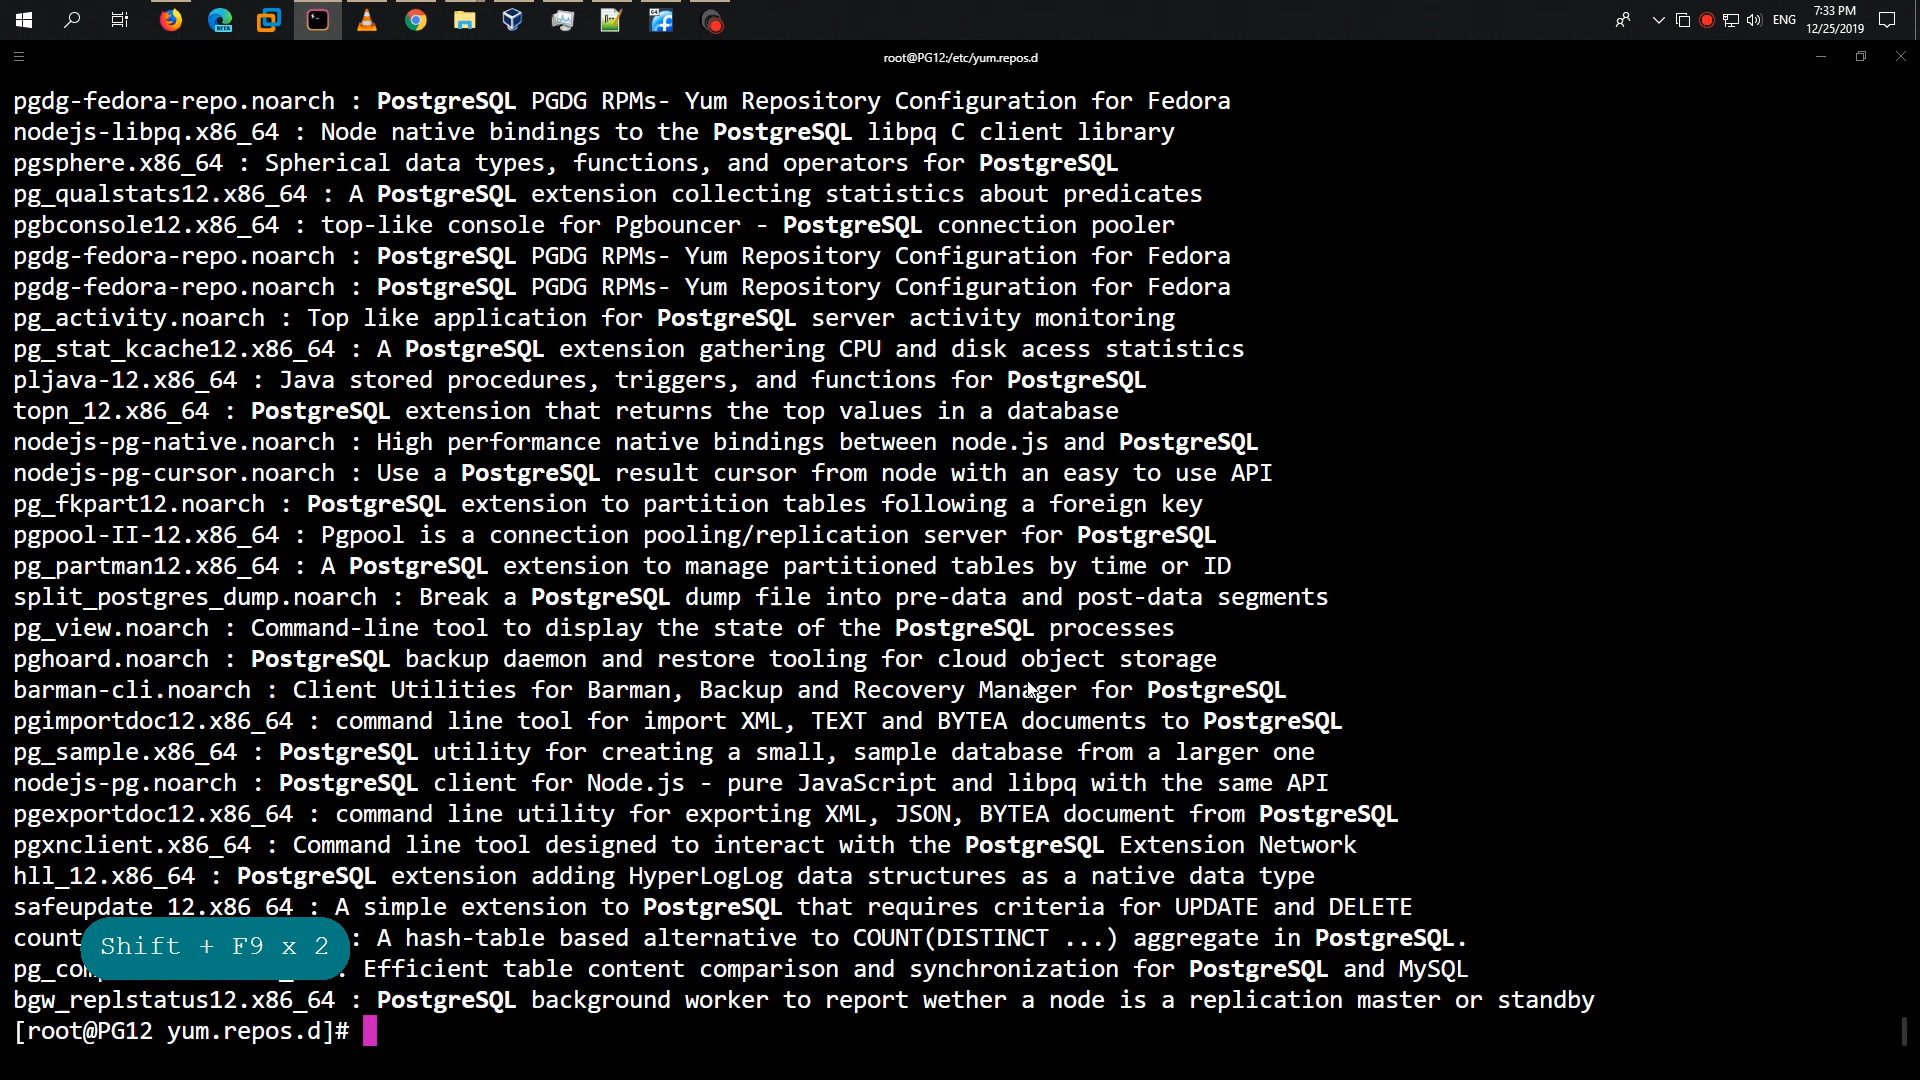 7:33 PM
ENG
12/25/2019
BETA
64
root@PG12:/etc/yum.repos.d
pgdg-fedora-repo.noarch : PostgreSQL PGDG RPMs- Yum Repository Configuration for Fedora
nodejs-libpq.x86_64 : Node native bindings to the PostgreSQL libpq C client library
pgsphere.x86_64 : Spherical data types, functions, and operators for PostgreSQL
pg_qualstats12.x86_64 : A PostgreSQL extension collecting statistics about predicates
pgbconsole12.x86_64 : top-like console for Pgbouncer - PostgreSQL connection pooler
pgdg-fedora-repo.noarch : PostgreSQL PGDG RPMs- Yum Repository Configuration for Fedora
pgdg-fedora-repo.noarch : PostgreSQL PGDG RPMs- Yum Repository Configuration for Fedora
pg_activity.noarch : Top like application for PostgreSQL server activity monitoring
pg_stat_kcache12.x86_64 : A PostgreSQL extension gathering CPU and disk acess statistics
pljava-12.x86_64 : Java stored procedures, triggers, and functions for PostgreSQL
topn_12.x86_64 : PostgreSQL extension that returns the top values in a database
nodejs-pg-native.noarch : High performance native bindings between node.js and PostgreSQL
nodejs-pg-cursor.noarch : Use a PostgreSQL result cursor from node with an easy to use API
pg_fkpart12.noarch : PostgreSQL extension to partition tables following a foreign key
pgpool-II-12.x86_64 : Pgpool is a connection pooling/replication server for PostgreSQL
pg_partman12.x86_64 : A PostgreSQL extension to manage partitioned tables by time or ID
split_postgres_dump.noarch : Break a PostgreSQL dump file into pre-data and post-data segments
pg_view.noarch : Command-line tool to display the state of the PostgreSQL processes
pghoard.noarch : PostgreSQL backup daemon and restore tooling for cloud object storage
barman-cli.noarch : Client Utilities for Barman, Backup and Recovery Manager for PostgreSQL
pgimportdoc12.x86_64 : command line tool for import XML, TEXT and BYTEA documents to PostgreSQL
pg_sample.x86_64 : PostgreSQL utility for creating a small, sample database from a larger one
nodejs-pg.noarch : PostgreSQL client for Node.js - pure JavaScript and libpq with the same API
pgexportdoc12.x86_64 : command line utility for exporting XML, JSON, BYTEA document from PostgreSQL
pgxnclient.x86_64 : Command line tool designed to interact with the PostgreSQL Extension Network
hll_12.x86_64 : PostgreSQL extension adding HyperLogLog data structures as a native data type
safeupdate_12.x86_64 : A simple extension to PostgreSQL that requires criteria for UPDATE and DELETE
count : A hash-table based alternative to COUNT(DISTINCT ...) aggregate in PostgreSQL.
Shift + F9 x 2
: Efficient table content comparison and synchronization for PostgreSQL and MySQL
bgw_replstatus12.x86_64 : PostgreSQL background worker to report wether a node is a replication master or standby
[root@PG12 yum.repos.d]#